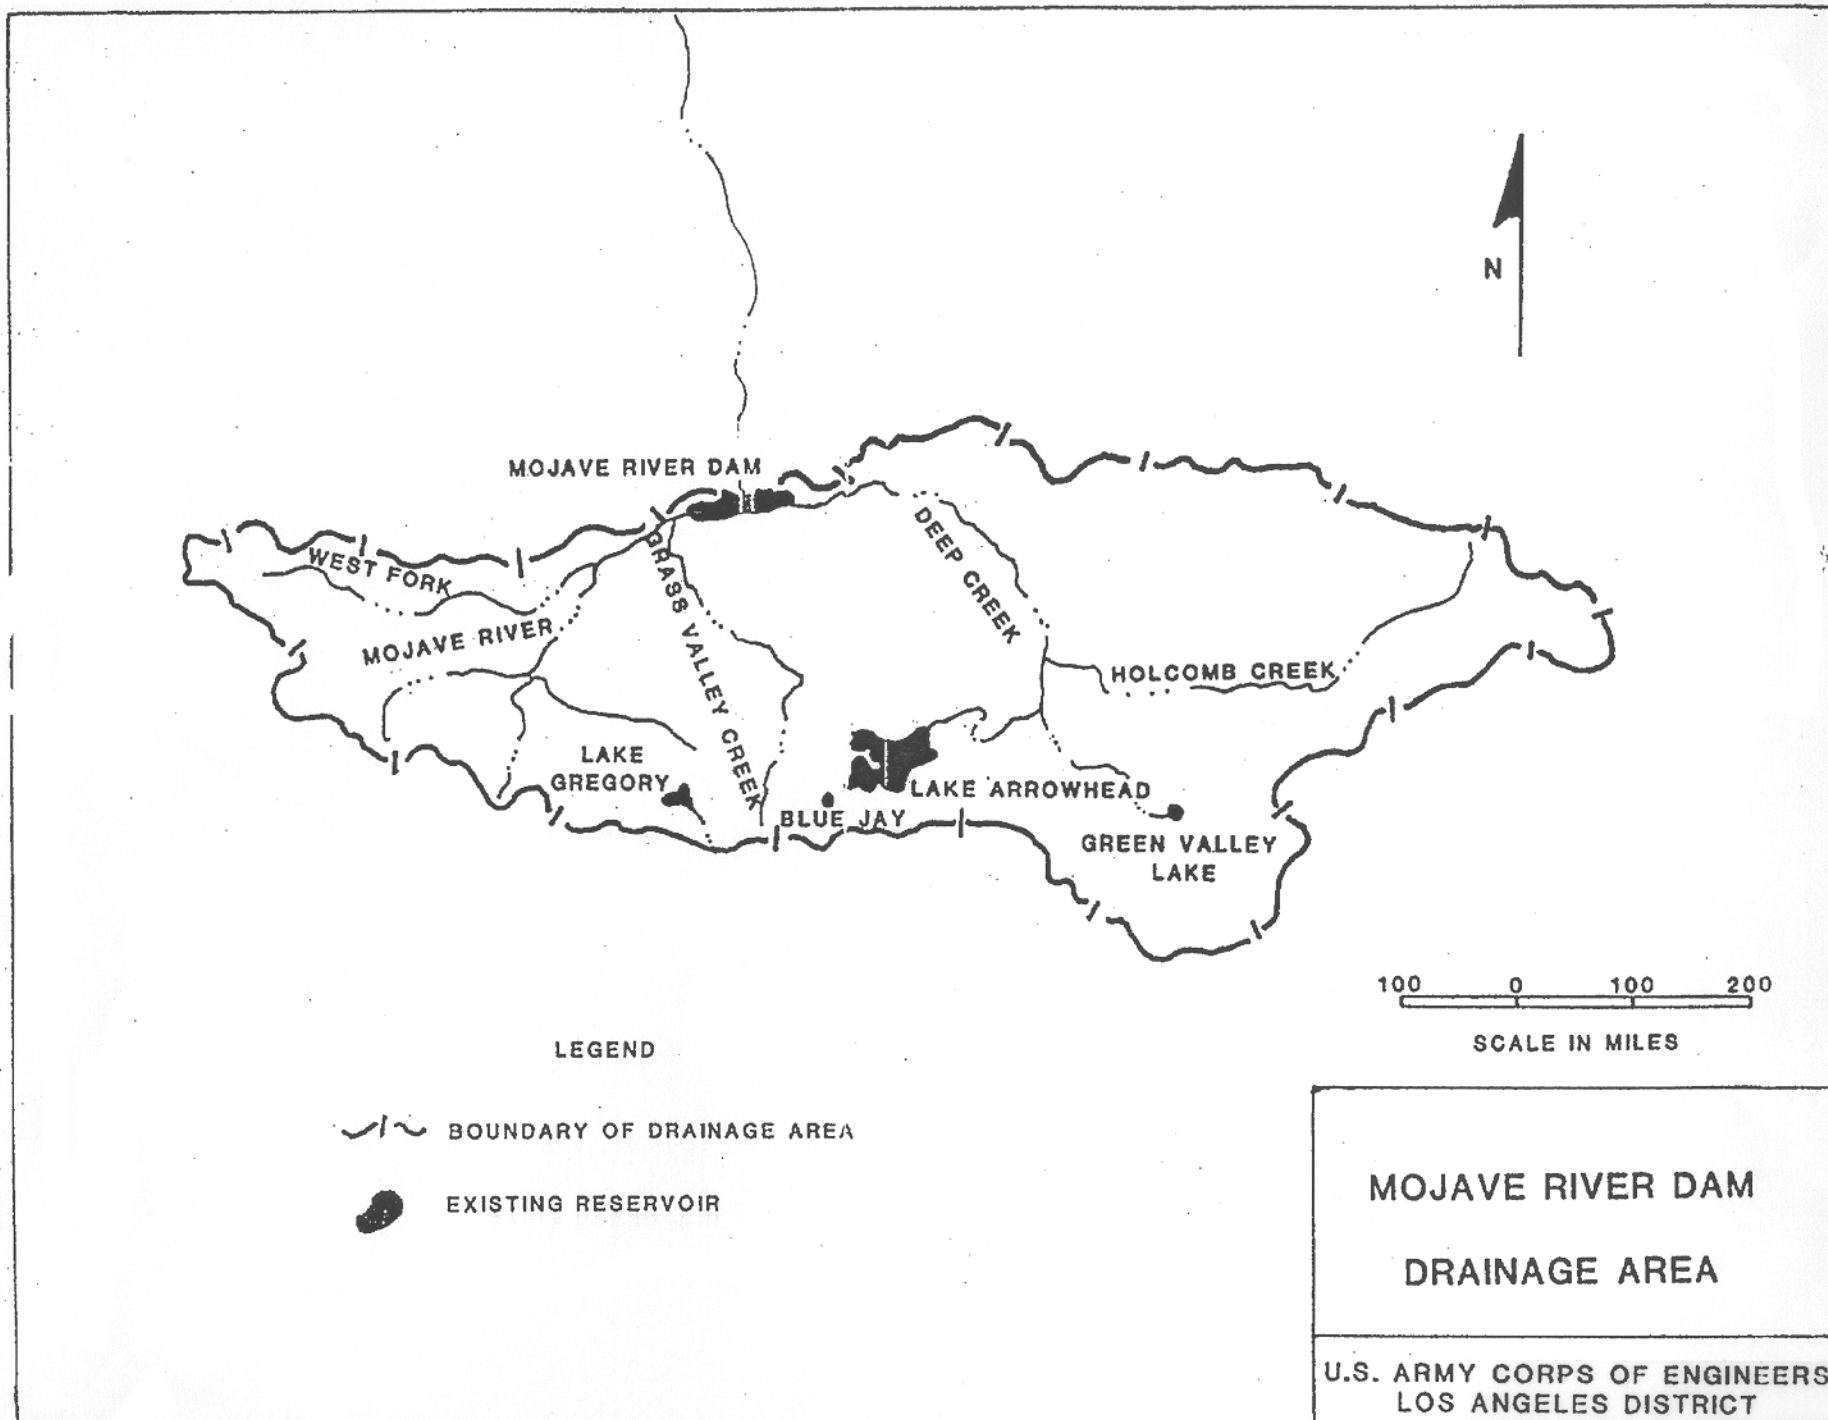 N
MOJAVE RIVER DAM
WEST FORK
MOJAVE RIVER
GRASS VALLEY CREEK
DEEP CREEK
HOLCOMB CREEK
LAKE
GREGORY
BLUE JAY
LAKE ARROWHEAD
GREEN VALLEY
LAKE
100 0 100 200
SCALE IN MILES
LEGEND
BOUNDARY OF DRAINAGE AREA
EXISTING RESERVOIR
MOJAVE RIVER DAM
DRAINAGE AREA
U.S. ARMY CORPS OF ENGINEERS
LOS ANGELES DISTRICT